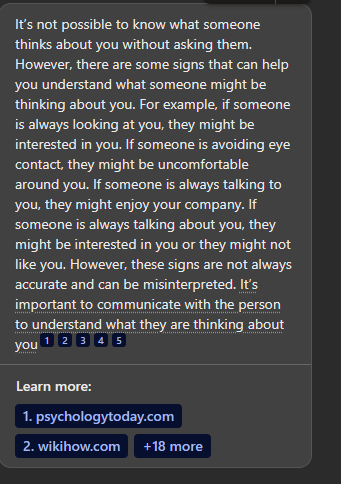 It's not possible to know what someone
thinks about you without asking them.
However, there are some signs that can help
you understand what someone might be
thinking about you. For example, if someone
is always looking at you, they might be
interested in you. If someone is avoiding eye
contact, they might be uncomfortable
around you. If someone is always talking to
you, they might enjoy your company. If
someone is always talking about you, they
might be interested in you or they might not
like you. However, these signs are not always
accurate and can be misinterpreted. It's
important to communicate with the person
to understand what they are thinking about
you 1 2 3 4 5
Learn more:
1. psychologytoday.com
2. wikihow.com +18 more